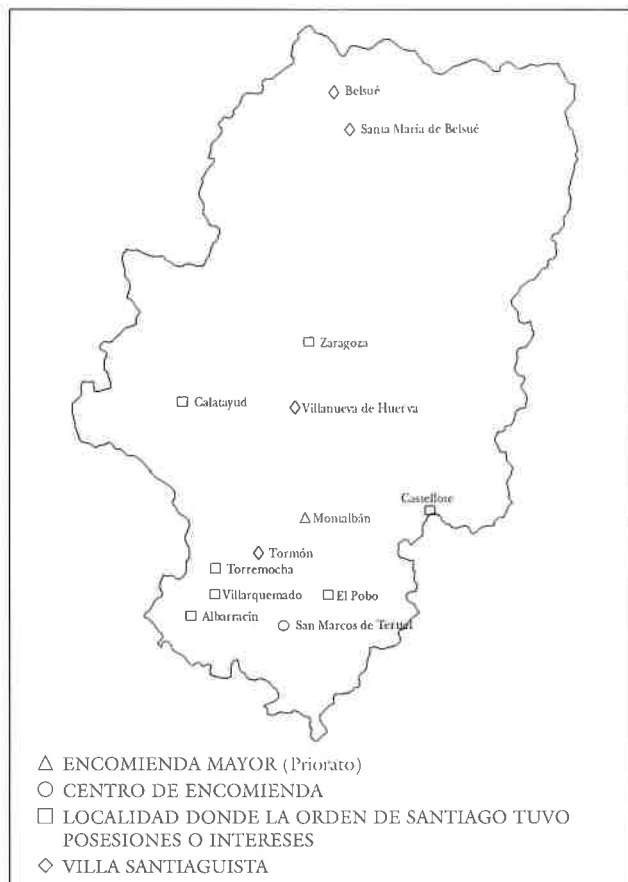 Belsué
Santa María de Belsué
Zaragoza
Calatayud
Villanueva de Huerva
Castellote
Montalbán
Tormón
Torremocha
Villarquemado
El Pobo
Albarracín
San Marcos de Teruel
△ ENCOMIENDA MAYOR (Priorato)
○ CENTRO DE ENCOMIENDA
□ LOCALIDAD DONDE LA ORDEN DE SANTIAGO TUVO
POSESIONES O INTERESES
◇ VILLA SANTIAGUISTA